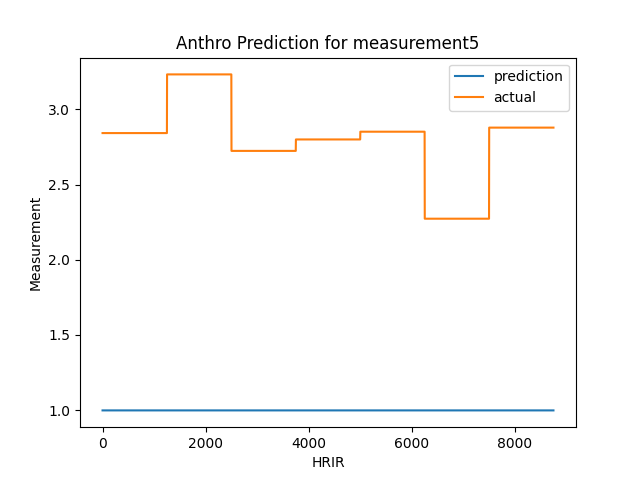 Anthro Prediction for measurement5
prediction
actual
3.0
2.5
2.0
1.5
1.0
Measurement
0
2000
4000
6000
8000
HRIR